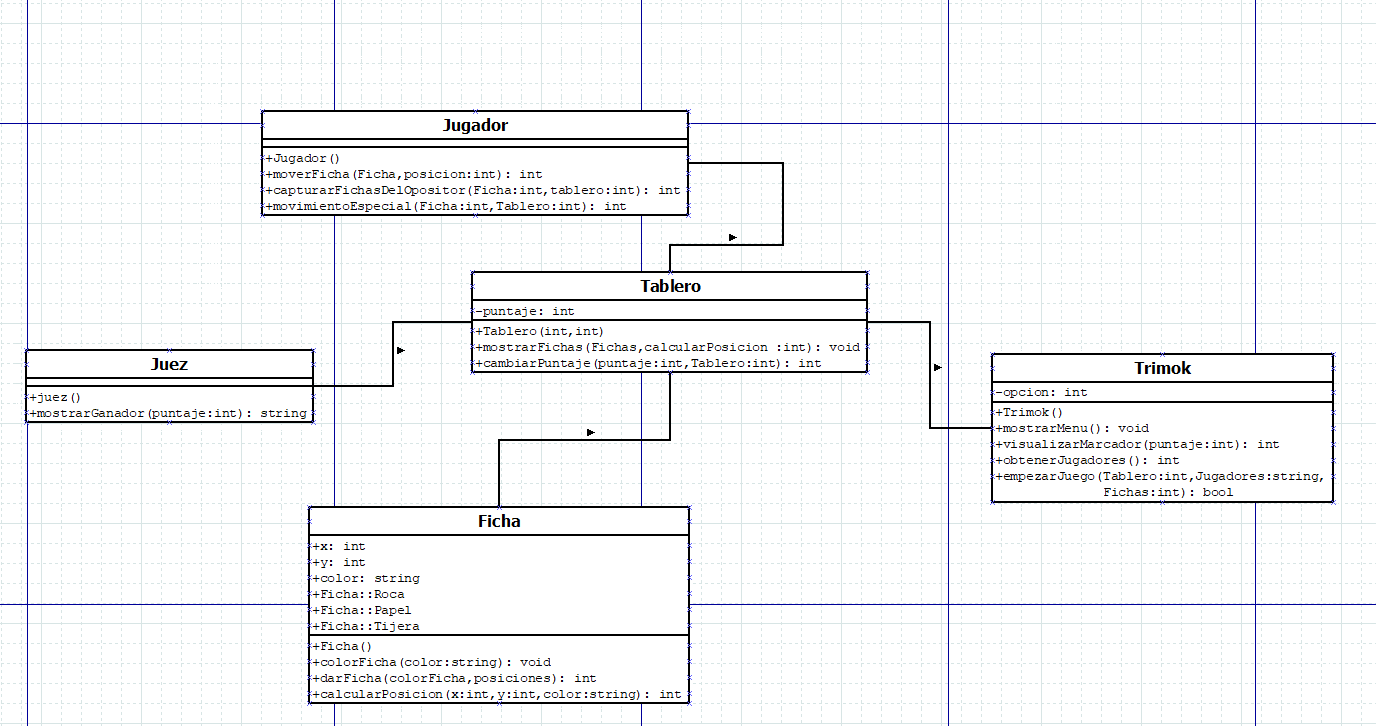 Jugador
+Jugador()
+moverFicha(Ficha,posicion:int): int
+capturarFichasDelOpositor(Ficha:int,tablero:int): int
+movimientoEspecial(Ficha:int,Tablero:int): int
Tablero
-puntaje: int
+Tablero(int,int)
+mostrarFichas(Fichas,calcularPosicion :int): void
+cambiarPuntaje(puntaje:int,Tablero:int): int
Juez
+juez()
+mostrarGanador(puntaje:int): string
Trimok
-opcion: int
+Trimok()
+mostrarMenu(): void
+visualizarMarcador(puntaje:int): int
+obtenerJugadores(): int
+empezarJuego(Tablero:int,Jugadores:string,
Fichas:int): bool
Ficha
+x: int
+y: int
+color: string
+Ficha::Roca
+Ficha::Papel
+Ficha::Tijera
+Ficha()
+colorFicha(color:string): void
+darFicha(colorFicha,posiciones): int
+calcularPosicion(x:int,y:int,color:string): int